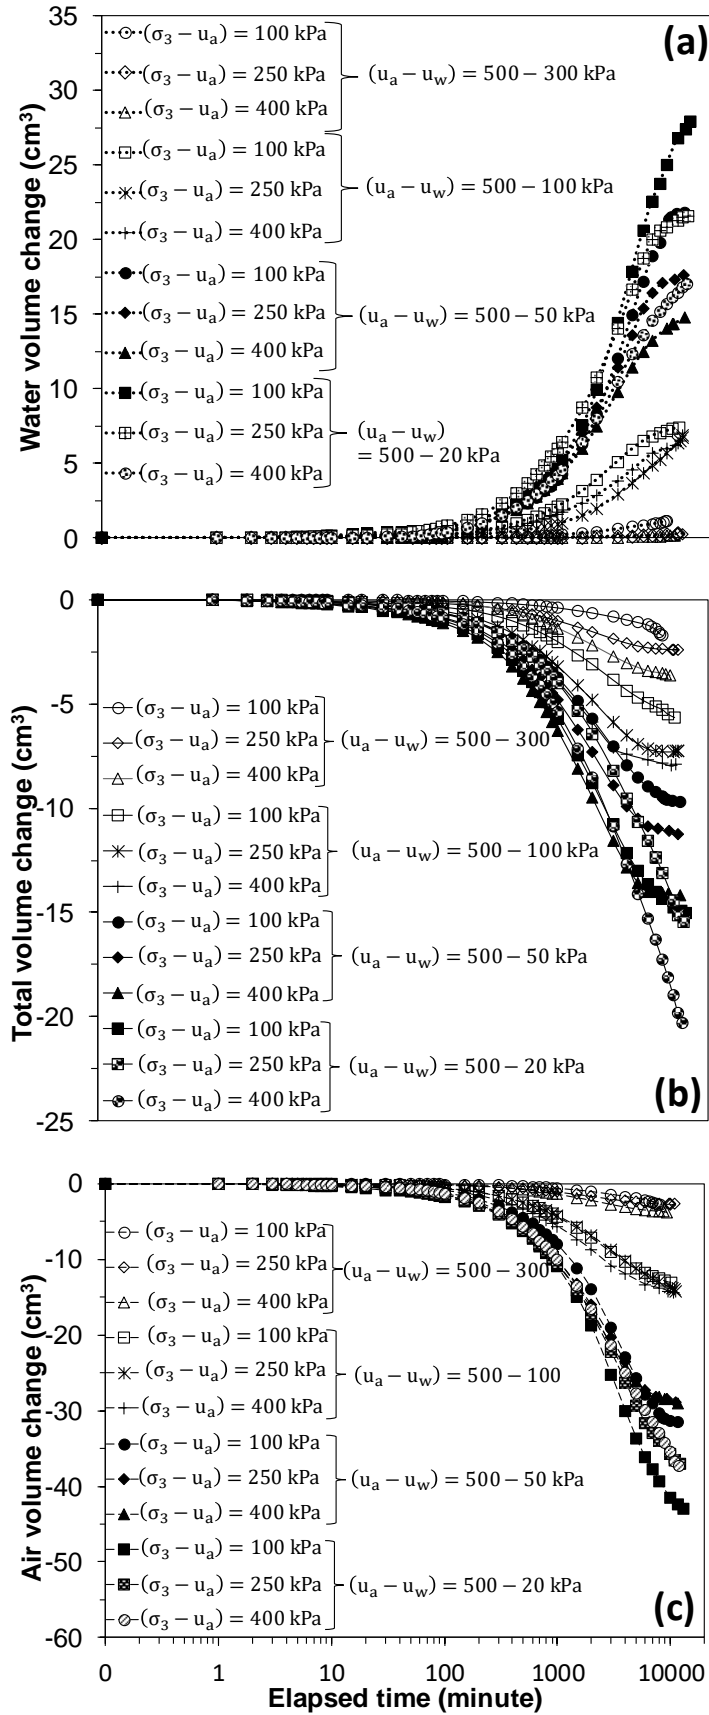 (a)
Water volume change (cm³)
35
30
25
20
15
10
5
0
(σ₃ − uₐ) = 100 kPa
(σ₃ − uₐ) = 250 kPa
(σ₃ − uₐ) = 400 kPa
(uₐ − u_w) = 500 − 300 kPa
(σ₃ − uₐ) = 100 kPa
(σ₃ − uₐ) = 250 kPa
(σ₃ − uₐ) = 400 kPa
(uₐ − u_w) = 500 − 100 kPa
(σ₃ − uₐ) = 100 kPa
(σ₃ − uₐ) = 250 kPa
(σ₃ − uₐ) = 400 kPa
(uₐ − u_w) = 500 − 50 kPa
(σ₃ − uₐ) = 100 kPa
(σ₃ − uₐ) = 250 kPa
(σ₃ − uₐ) = 400 kPa
(uₐ − u_w)
= 500 − 20 kPa
Total volume change (cm³)
0
-5
-10
-15
-20
-25
(σ₃ − uₐ) = 100 kPa
(σ₃ − uₐ) = 250 kPa
(σ₃ − uₐ) = 400 kPa
(uₐ − u_w) = 500 − 300
(σ₃ − uₐ) = 100 kPa
(σ₃ − uₐ) = 250 kPa
(σ₃ − uₐ) = 400 kPa
(uₐ − u_w) = 500 − 100 kPa
(σ₃ − uₐ) = 100 kPa
(σ₃ − uₐ) = 250 kPa
(σ₃ − uₐ) = 400 kPa
(uₐ − u_w) = 500 − 50 kPa
(σ₃ − uₐ) = 100 kPa
(σ₃ − uₐ) = 250 kPa
(σ₃ − uₐ) = 400 kPa
(uₐ − u_w) = 500 − 20 kPa
(b)
Air volume change (cm³)
0
-10
-20
-30
-40
-50
-60
(σ₃ − uₐ) = 100 kPa
(σ₃ − uₐ) = 250 kPa
(σ₃ − uₐ) = 400 kPa
(uₐ − u_w) = 500 − 300
(σ₃ − uₐ) = 100 kPa
(σ₃ − uₐ) = 250 kPa
(σ₃ − uₐ) = 400 kPa
(uₐ − u_w) = 500 − 100
(σ₃ − uₐ) = 100 kPa
(σ₃ − uₐ) = 250 kPa
(σ₃ − uₐ) = 400 kPa
(uₐ − u_w) = 500 − 50 kPa
(σ₃ − uₐ) = 100 kPa
(σ₃ − uₐ) = 250 kPa
(σ₃ − uₐ) = 400 kPa
(uₐ − u_w) = 500 − 20 kPa
(c)
0 1 10 100 1000 10000
Elapsed time (minute)